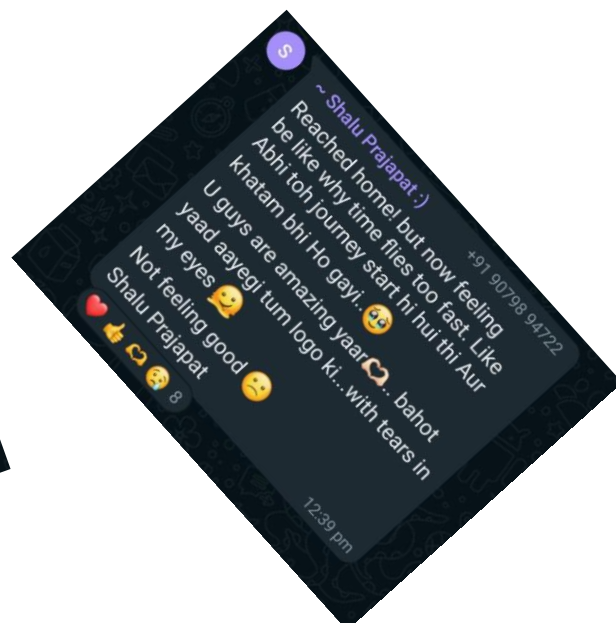 S
~ Shalu Prajapat :)
+91 90798 94722
Reached home! but now feeling
be like why time flies too fast. Like
Abhi toh journey start hi hui thi Aur
khatam bhi Ho gayi..🥹
U guys are amazing yaar🫶🏻.. bahot
yaad aayegi tum logo ki...with tears in
my eyes 🥲
Not feeling good 😕
Shalu Prajapat
12:39 pm
❤️👍🫶😢 8